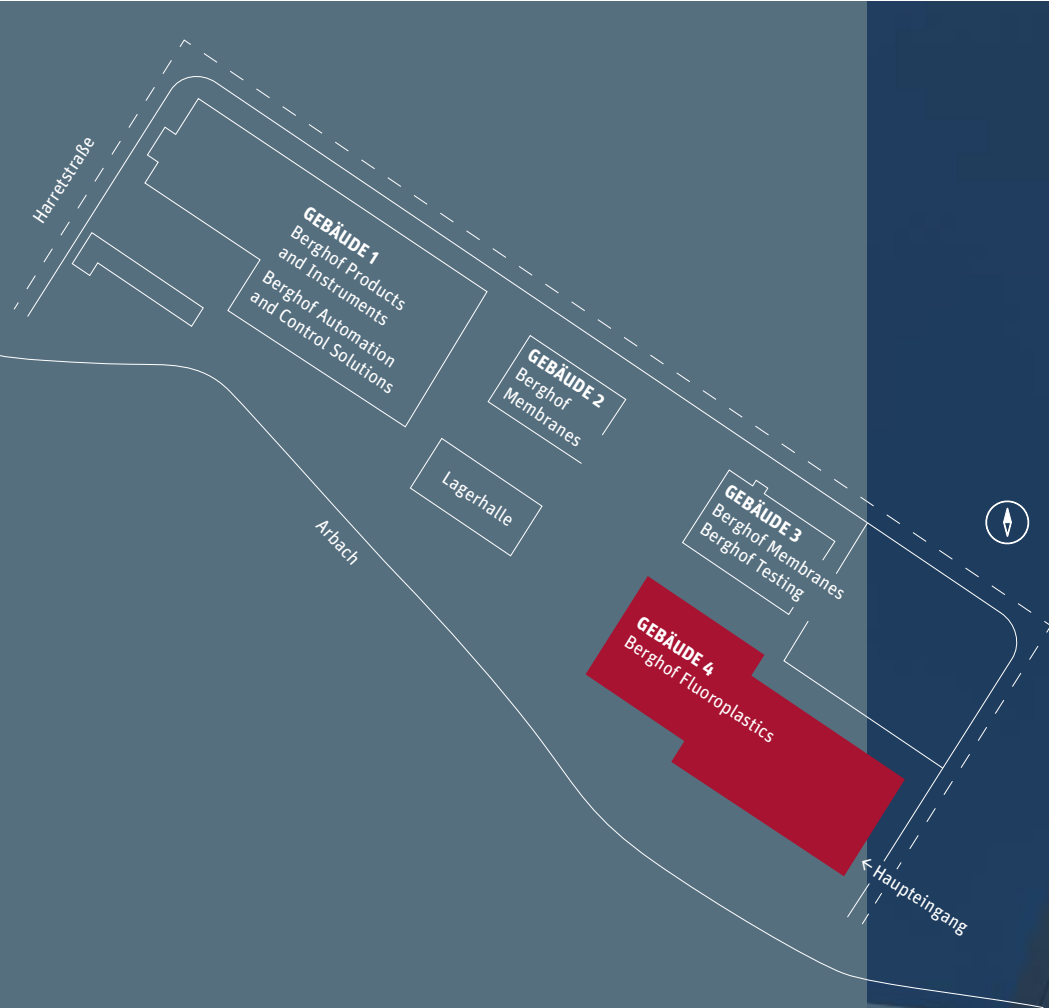 Harretstraße
GEBÄUDE 1
Berghof Products
and Instruments
Berghof Automation
and Control Solutions
GEBÄUDE 2
Berghof
Membranes
Lagerhalle
Arbach
GEBÄUDE 3
Berghof Membranes
Berghof Testing
GEBÄUDE 4
Berghof Fluoroplastics
← Haupteingang